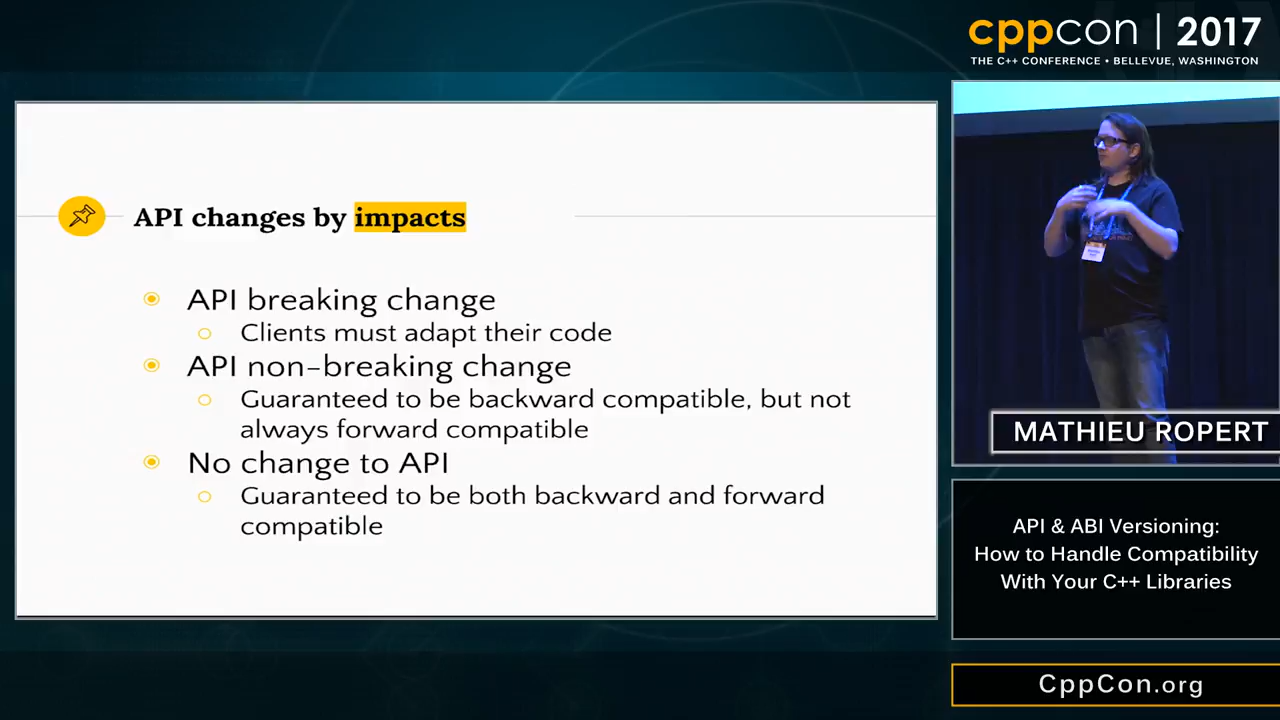 cppcon | 2017
THE C++ CONFERENCE • BELLEVUE, WASHINGTON
API changes by impacts
API breaking change
Clients must adapt their code
API non-breaking change
Guaranteed to be backward compatible, but not
always forward compatible
No change to API
Guaranteed to be both backward and forward
compatible
MATHIEU ROPERT
API & ABI Versioning:
How to Handle Compatibility
With Your C++ Libraries
CppCon.org